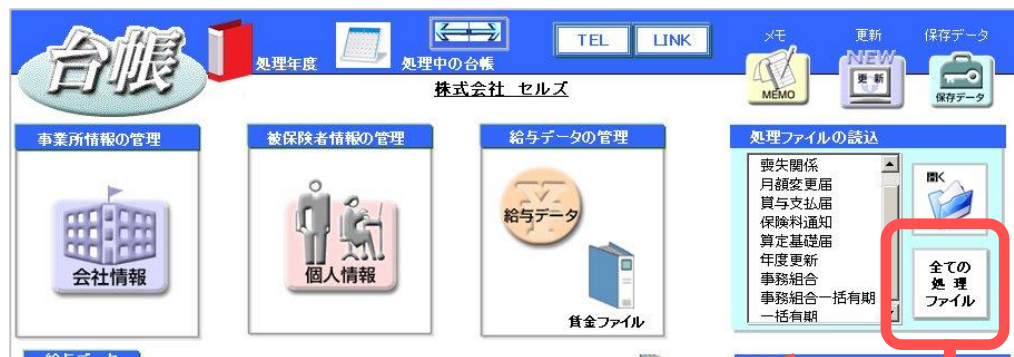 台帳
処理年度
処理中の台帳
TEL
LINK
メモ
更新
保存データ
MEMO
NEW
更新
保存データ
株式会社 セルズ
事業所情報の管理
被保険者情報の管理
給与データの管理
処理ファイルの読込
会社情報
個人情報
給与データ
賃金ファイル
喪失関係
月額変更届
賞与支払届
保険料通知
算定基礎届
年度更新
事務組合
事務組合一括有期
一括有期
開く
全ての
処 理
ファイル
給与データ